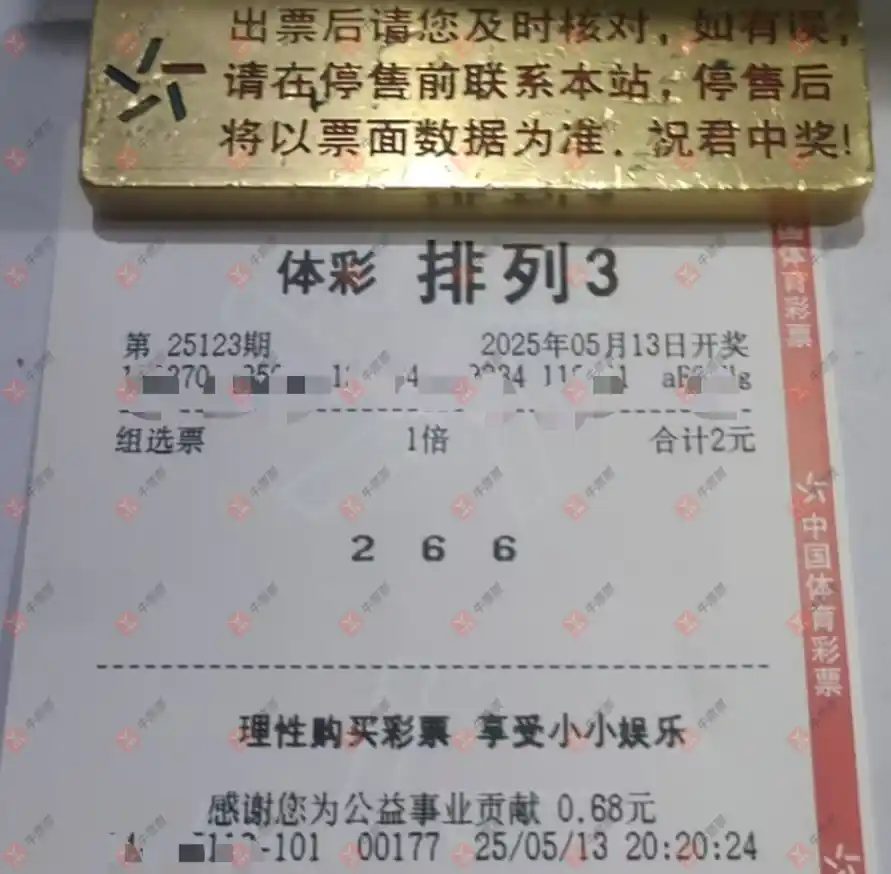 出票后请您及时核对，如有误，
请在停售前联系本站，停售后
将以票面数据为准．祝君中奖！
体彩 排列3
第 25123期 2025年05月13日开奖
组选票 1倍 合计2元
2 6 6
理性购买彩票 享受小小娱乐
感谢您为公益事业贡献 0.68元
-101 00177 25/05/13 20:20:24
国体育彩票
中国体育彩票